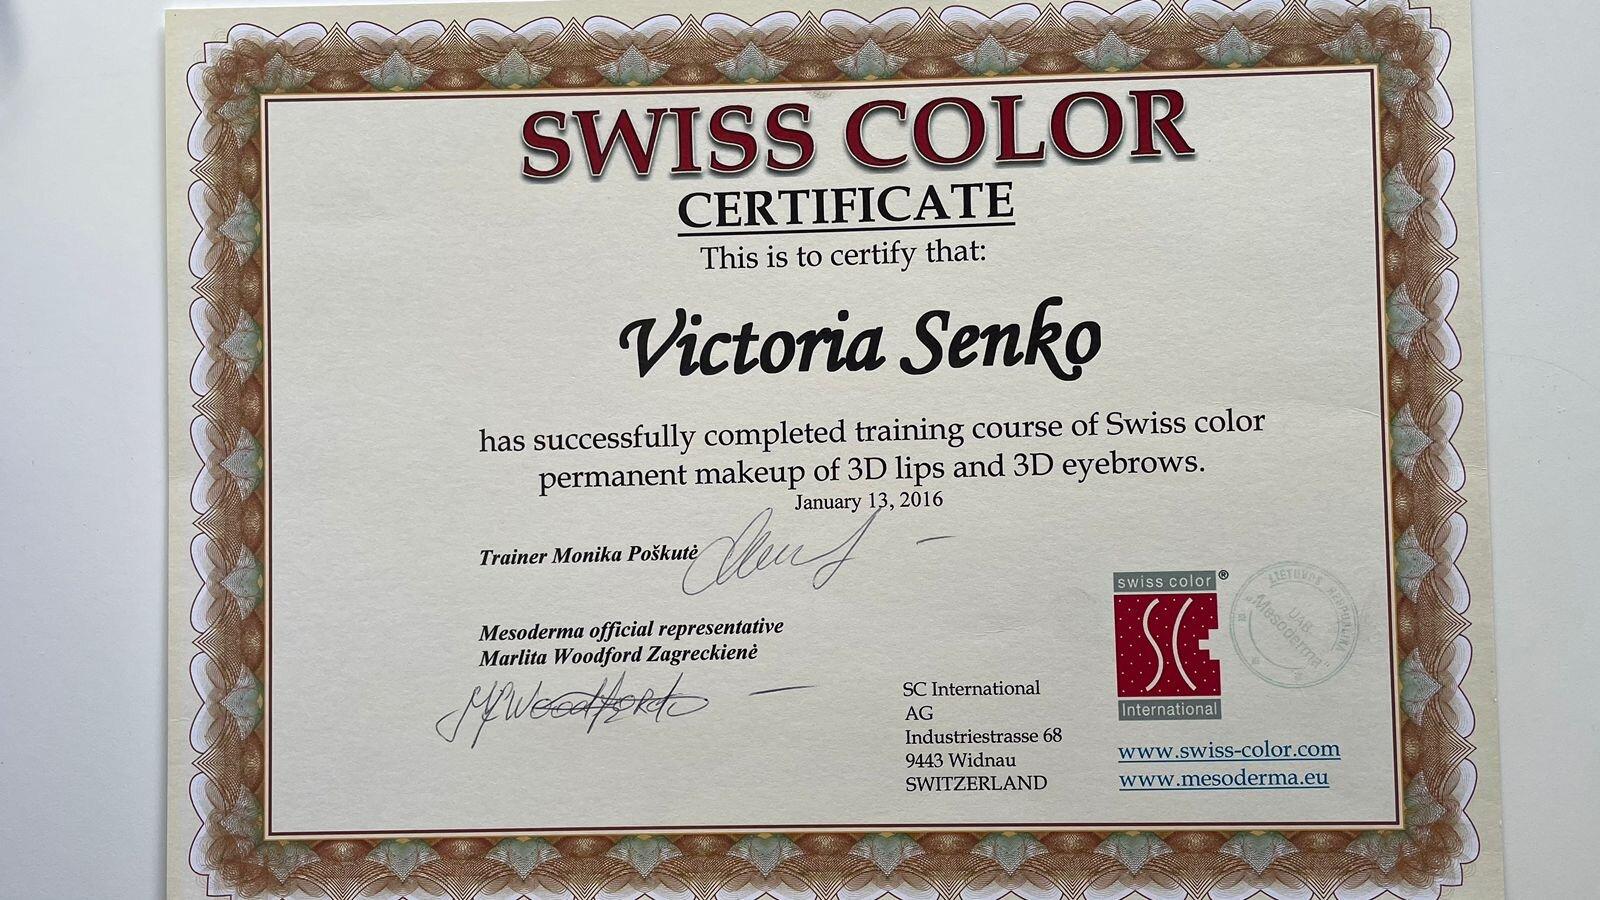 SWISS COLOR
CERTIFICATE
This is to certify that:
Victoria Senko
has successfully completed training course of Swiss color
permanent makeup of 3D lips and 3D eyebrows.
January 13, 2016
Trainer Monika Poškutė
Mesoderma official representative
Marlita Woodford Zagreckienė
SC International
AG
Industriestrasse 68
9443 Widnau
SWITZERLAND
swiss color ®
SC
International
LIETUVOS RESPUBLIKA
UAB
"Mesoderma"
www.swiss-color.com
www.mesoderma.eu